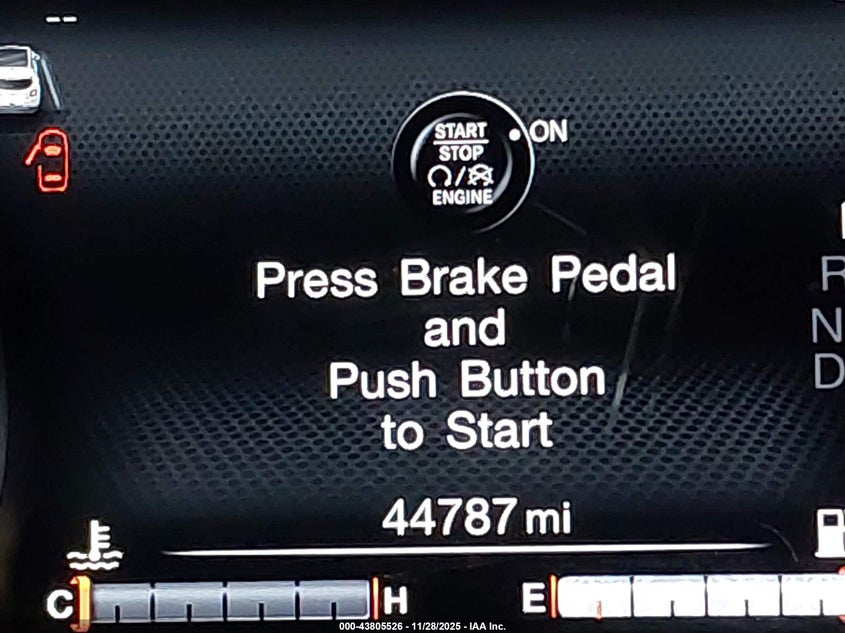 --
START
STOP
ENGINE
ON
Press Brake Pedal
and
Push Button
to Start
R
N
D
44787 mi
C H E
000-43805526 - 11/28/2025 - IAA Inc.